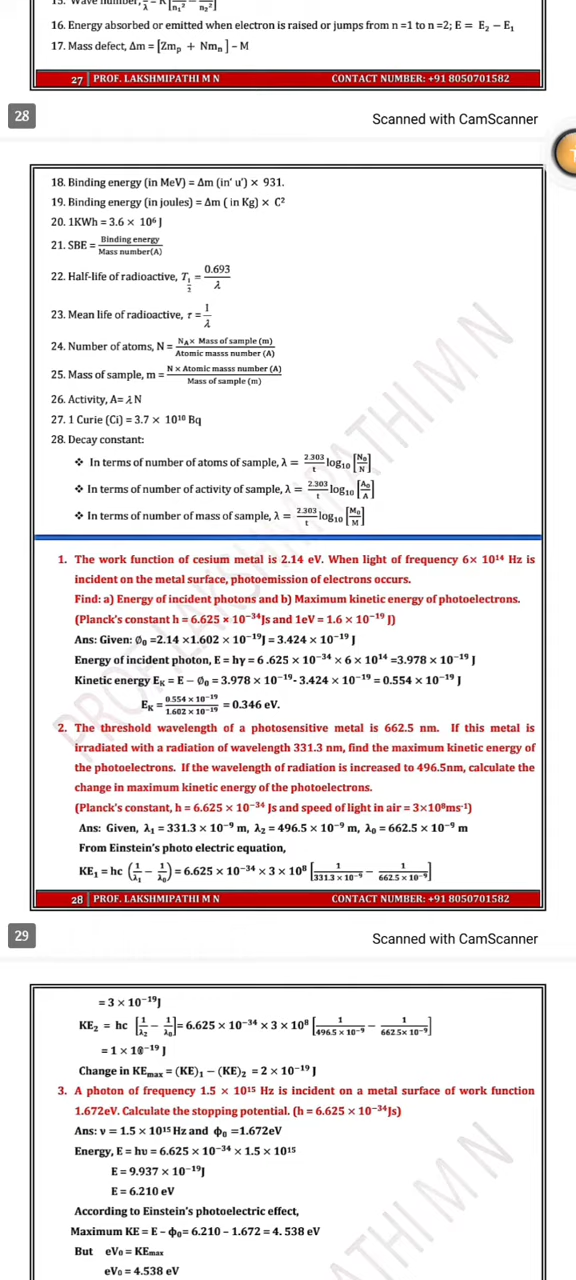 15. Wave number, 1/λ = R[1/n₁² − 1/n₂²]
16. Energy absorbed or emitted when electron is raised or jumps from n =1 to n =2; E = E₂ − E₁
17. Mass defect, Δm = [Zmₚ + Nmₙ] − M
27 PROF. LAKSHMIPATHI M N CONTACT NUMBER: +91 8050701582
28
Scanned with CamScanner
18. Binding energy (in MeV) = Δm (in' u') × 931.
19. Binding energy (in joules) = Δm ( in Kg) × C²
20. 1KWh = 3.6 × 10⁶ J
21. SBE = Binding energy / Mass number(A)
22. Half-life of radioactive, T₁/₂ = 0.693/λ
23. Mean life of radioactive, τ = 1/λ
24. Number of atoms, N = N_A× Mass of sample (m) / Atomic masss number (A)
25. Mass of sample, m = N × Atomic masss number (A) / Mass of sample (m)
26. Activity, A= λ N
27. 1 Curie (Ci) = 3.7 × 10¹⁰ Bq
28. Decay constant:
❖ In terms of number of atoms of sample, λ = 2.303/t log₁₀ [N₀/N]
❖ In terms of number of activity of sample, λ = 2.303/t log₁₀ [A₀/A]
❖ In terms of number of mass of sample, λ = 2.303/t log₁₀ [M₀/M]
1. The work function of cesium metal is 2.14 eV. When light of frequency 6× 10¹⁴ Hz is
incident on the metal surface, photoemission of electrons occurs.
Find: a) Energy of incident photons and b) Maximum kinetic energy of photoelectrons.
(Planck's constant h = 6.625 × 10⁻³⁴Js and 1eV = 1.6 × 10⁻¹⁹ J)
Ans: Given: Ø₀ =2.14 ×1.602 × 10⁻¹⁹J = 3.424 × 10⁻¹⁹ J
Energy of incident photon, E = hγ = 6 .625 × 10⁻³⁴ × 6 × 10¹⁴ =3.978 × 10⁻¹⁹ J
Kinetic energy E_K = E − Ø₀ = 3.978 × 10⁻¹⁹- 3.424 × 10⁻¹⁹ = 0.554 × 10⁻¹⁹ J
E_K = 0.554 × 10⁻¹⁹ / 1.602 × 10⁻¹⁹ = 0.346 eV.
2. The threshold wavelength of a photosensitive metal is 662.5 nm. If this metal is
irradiated with a radiation of wavelength 331.3 nm, find the maximum kinetic energy of
the photoelectrons. If the wavelength of radiation is increased to 496.5nm, calculate the
change in maximum kinetic energy of the photoelectrons.
(Planck's constant, h = 6.625 × 10⁻³⁴ Js and speed of light in air = 3×10⁸ms⁻¹)
Ans: Given, λ₁ = 331.3 × 10⁻⁹ m, λ₂ = 496.5 × 10⁻⁹ m, λ₀ = 662.5 × 10⁻⁹ m
From Einstein's photo electric equation,
KE₁ = hc (1/λ₁ − 1/λ₀) = 6.625 × 10⁻³⁴ × 3 × 10⁸ [1/331.3 × 10⁻⁹ − 1/662.5 × 10⁻⁹]
28 PROF. LAKSHMIPATHI M N CONTACT NUMBER: +91 8050701582
29
Scanned with CamScanner
= 3 × 10⁻¹⁹J
KE₂ = hc [1/λ₂ − 1/λ₀] = 6.625 × 10⁻³⁴ × 3 × 10⁸ [1/496.5 × 10⁻⁹ − 1/662.5× 10⁻⁹]
= 1 × 10⁻¹⁹ J
Change in KEₘₐₓ = (KE)₁ − (KE)₂ = 2 × 10⁻¹⁹ J
3. A photon of frequency 1.5 × 10¹⁵ Hz is incident on a metal surface of work function
1.672eV. Calculate the stopping potential. (h = 6.625 × 10⁻³⁴Js)
Ans: ν = 1.5 × 10¹⁵ Hz and ϕ₀ =1.672eV
Energy, E = hυ = 6.625 × 10⁻³⁴ × 1.5 × 10¹⁵
E = 9.937 × 10⁻¹⁹J
E = 6.210 eV
According to Einstein's photoelectric effect,
Maximum KE = E − ϕ₀= 6.210 − 1.672 = 4. 538 eV
But eV₀ = KEₘₐₓ
eV₀ = 4.538 eV
PROF. LAKSHMIPATHI M N